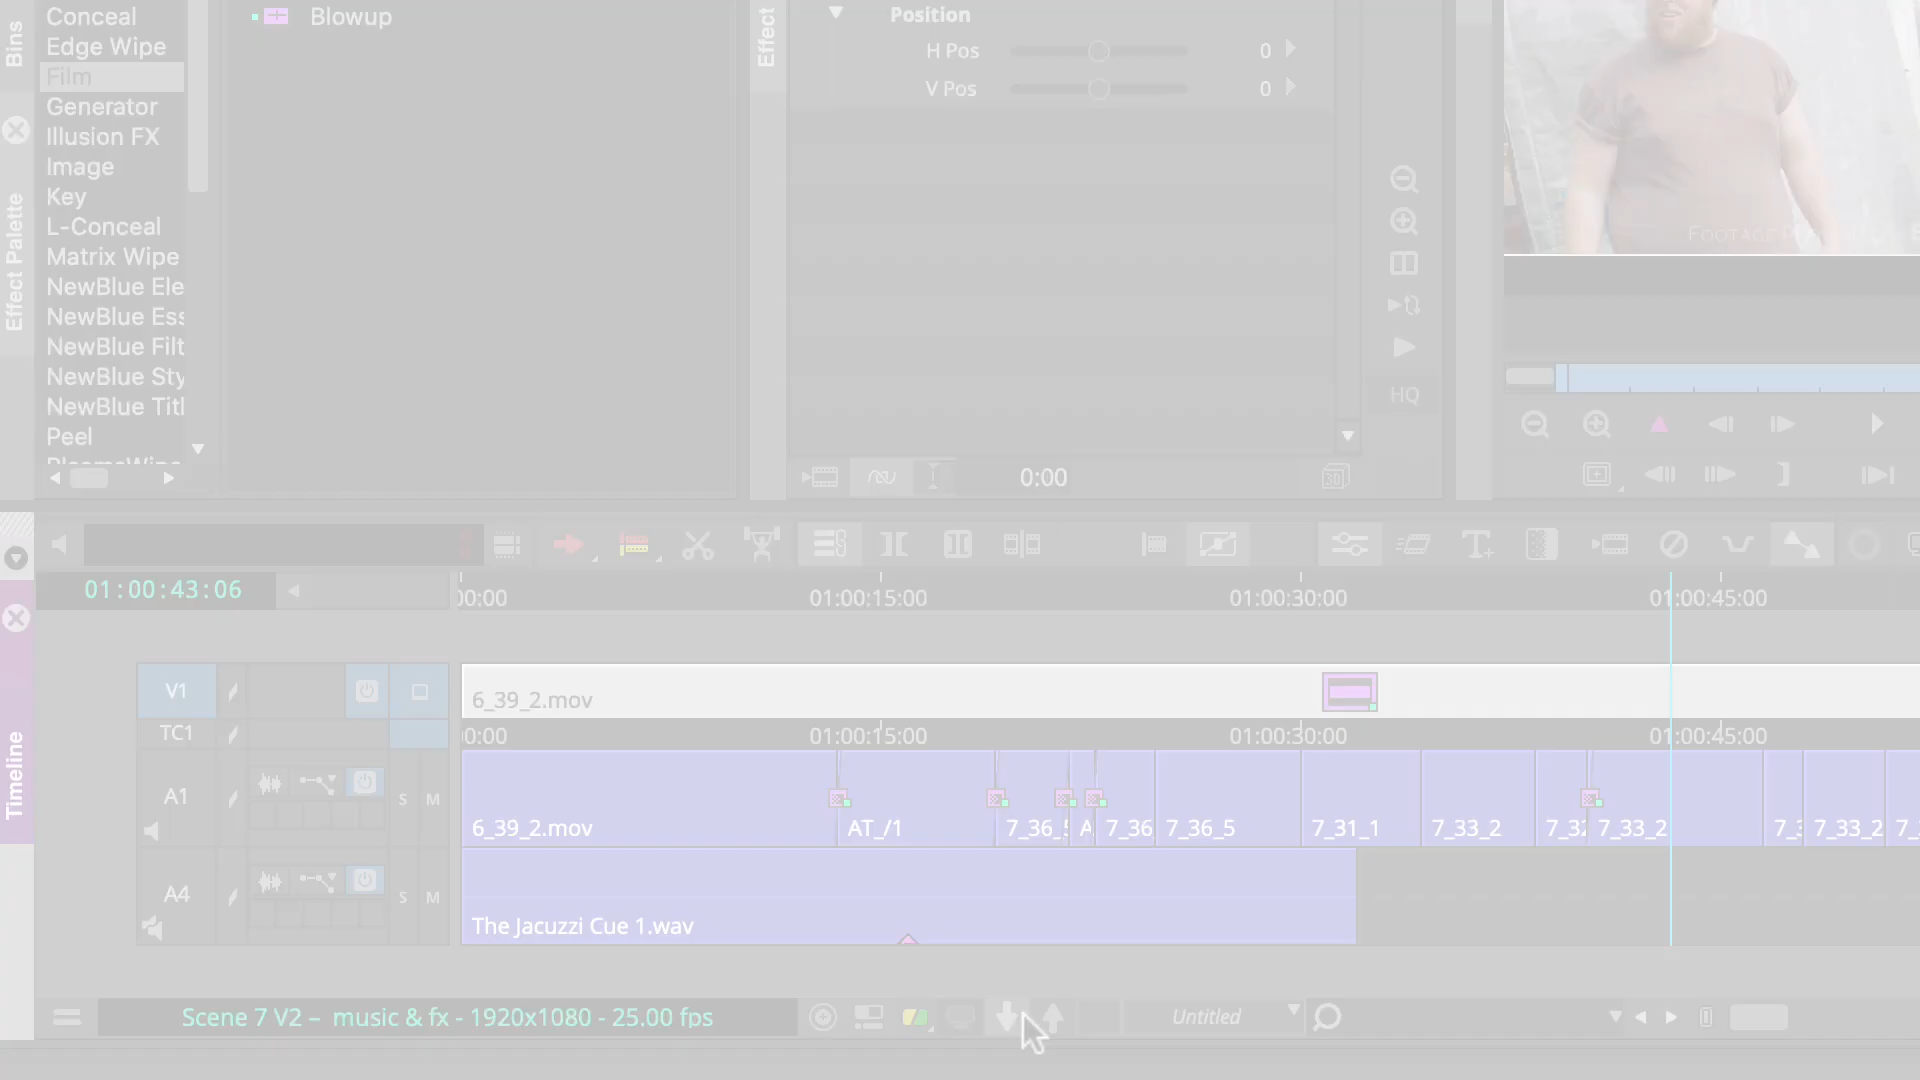 Bins
Conceal
Edge Wipe
Film
Generator
Illusion FX
Image
Key
L-Conceal
Matrix Wipe
NewBlue Ele
NewBlue Ess
NewBlue Filt
NewBlue Sty
NewBlue Titl
Peel
Effect Palette
Blowup
Effect
Position
H Pos 0
V Pos 0
HQ
3D
0:00
Footage
Timeline
01:00:43:06
00:00 01:00:15:00 01:00:30:00 01:00:45:00
V1
6_39_2.mov
TC1
0:00 01:00:15:00 01:00:30:00 01:00:45:00
A1 S M
6_39_2.mov AT_/1 7_36_5 A 7_36 7_36_5 7_31_1 7_33_2 7_32 7_33_2 7_3 7_33_2 7_
A4 S M
The Jacuzzi Cue 1.wav
Scene 7 V2 – music & fx - 1920x1080 - 25.00 fps
Untitled